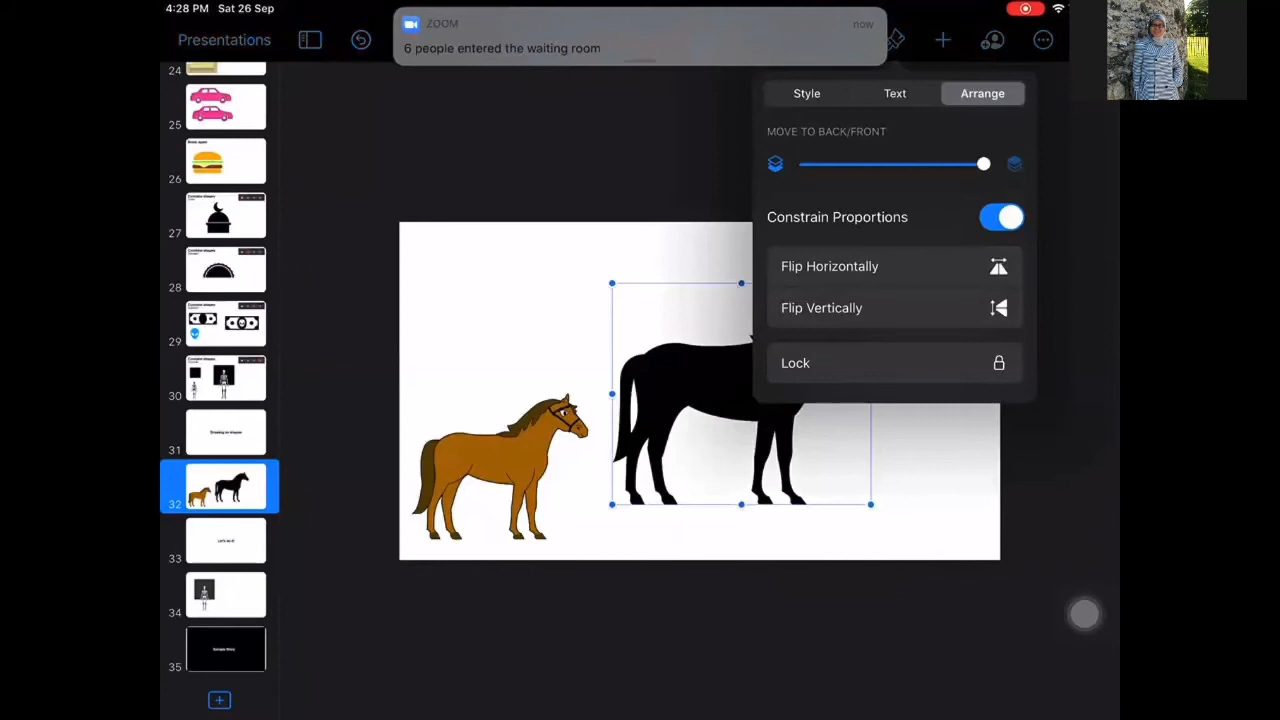 4:28 PM Sat 26 Sep
ZOOM now
6 people entered the waiting room
Presentations
24
25
26
27
28
29
30
31
32
33
34
35
Style Text Arrange
MOVE TO BACK/FRONT
Constrain Proportions
Flip Horizontally
Flip Vertically
Lock